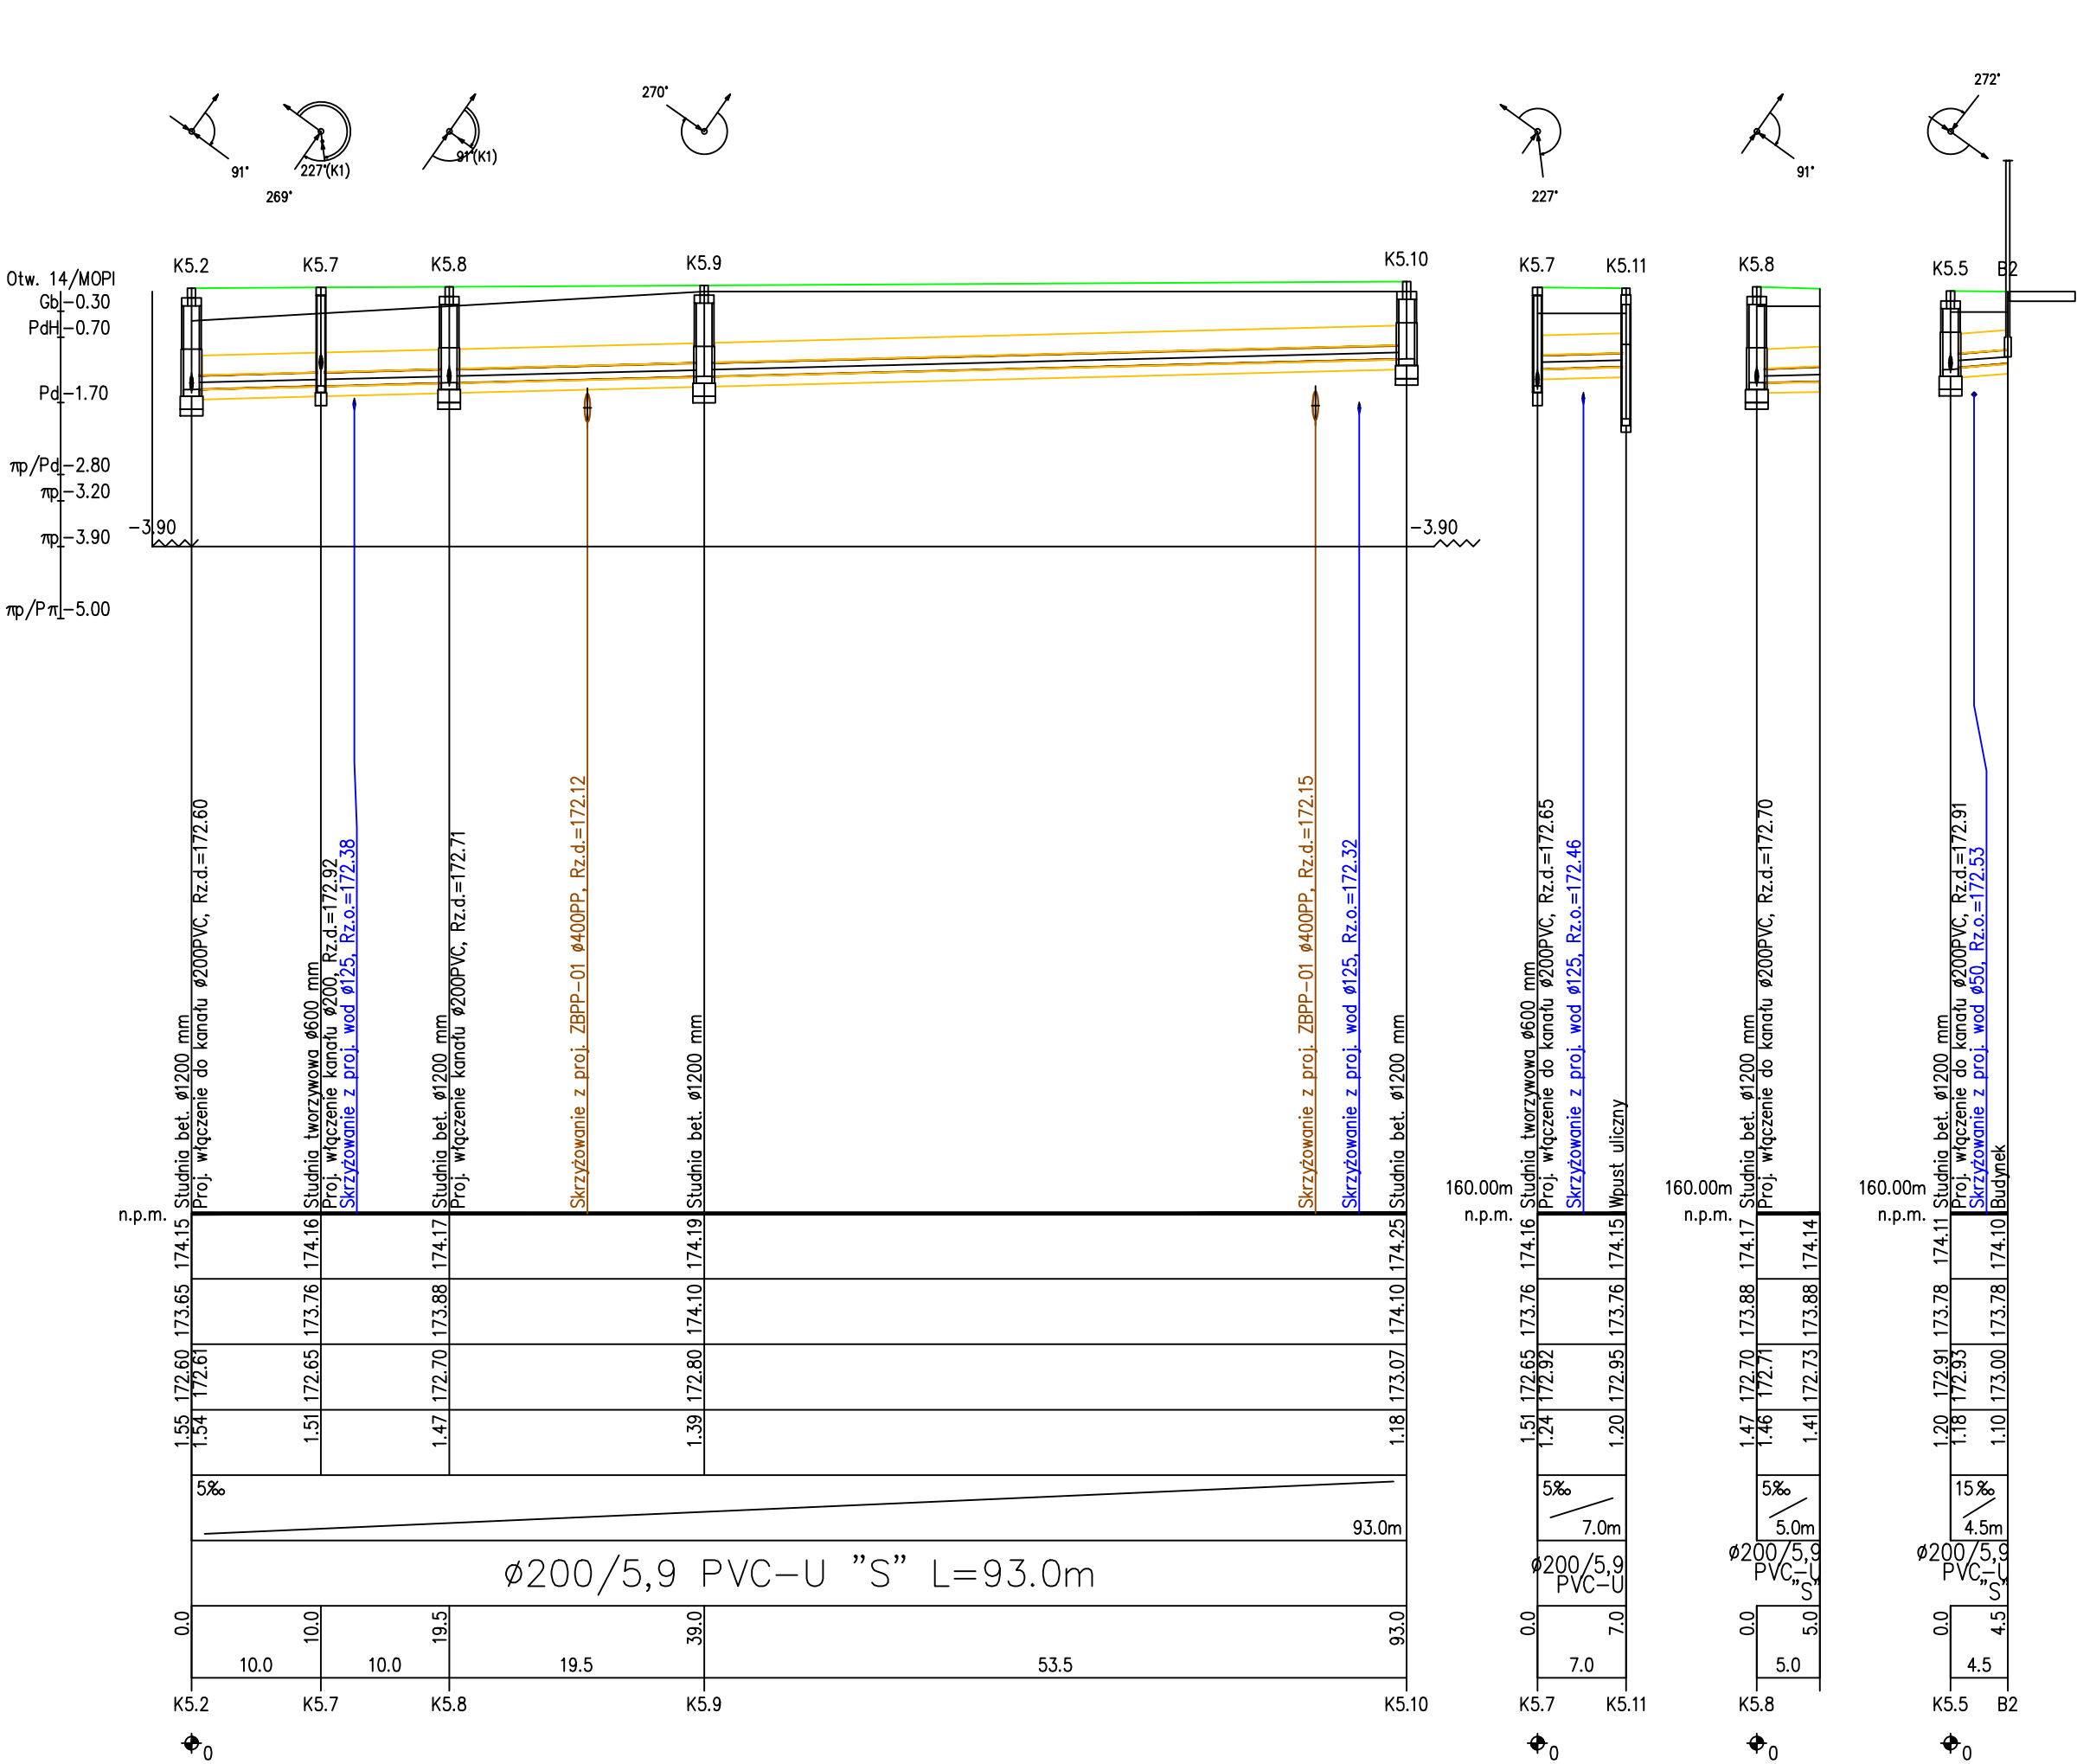 272°
270°
91°
227°(K1)
91°(K1)
91°
269°
227°
K5.2
K5.7
K5.8
K5.9
K5.10
K5.7
K5.11
K5.8
K5.5
B2
Otw. 14/MOPI
Gb -0.30
PdH -0.70
Pd -1.70
πp/Pd -2.80
πp -3.20
πp -3.90
πp/Pπ -5.00
-3.90
-3.90
Studnia bet. ø1200 mm
Proj. włączenie do kanału ø200PVC, Rz.d.=172.60
Studnia tworzywowa ø600 mm
Proj. włączenie kanału ø200, Rz.d.=172.92
Skrzyżowanie z proj. wod ø125, Rz.o.=172.38
Studnia bet. ø1200 mm
Proj. włączenie kanału ø200PVC, Rz.d.=172.71
Skrzyżowanie z proj. ZBPP-01 ø400PP, Rz.d.=172.12
Studnia bet. ø1200 mm
Skrzyżowanie z proj. ZBPP-01 ø400PP, Rz.d.=172.15
Skrzyżowanie z proj. wod ø125, Rz.o.=172.32
Studnia bet. ø1200 mm
Studnia tworzywowa ø600 mm
Proj. włączenie do kanału ø200PVC, Rz.d.=172.65
Skrzyżowanie z proj. wod ø125, Rz.o.=172.46
Wpust uliczny
Studnia bet. ø1200 mm
Proj. włączenie do kanału ø200PVC, Rz.d.=172.70
Studnia bet. ø1200 mm
Proj. włączenie do kanału ø200PVC, Rz.d.=172.91
Skrzyżowanie z proj. wod ø50, Rz.o.=172.53
Budynek
n.p.m.
160.00m
n.p.m.
160.00m
n.p.m.
160.00m
n.p.m.
174.15 174.16 174.17 174.19 174.25 174.16 174.15 174.17 174.14 174.11 174.10
173.65 173.76 173.88 174.10 174.10 173.76 173.76 173.88 173.88 173.78 173.78
172.60 172.61 172.65 172.70 172.80 173.07 172.65 172.92 172.95 172.70 172.71 172.73 172.91 172.93 173.00
1.55 1.54 1.51 1.47 1.39 1.18 1.51 1.24 1.20 1.47 1.46 1.41 1.20 1.18 1.10
5‰
93.0m
5‰
7.0m
5‰
5.0m
15‰
4.5m
ø200/5,9 PVC-U "S" L=93.0m
ø200/5,9
PVC-U
ø200/5,9
PVC-U
"S"
ø200/5,9
PVC-U
"S"
0.0 10.0 19.5 39.0 93.0 0.0 7.0 0.0 5.0 0.0 4.5
10.0 10.0 19.5 53.5 7.0 5.0 4.5
K5.2 K5.7 K5.8 K5.9 K5.10 K5.7 K5.11 K5.8 K5.5 B2
0 0 0 0